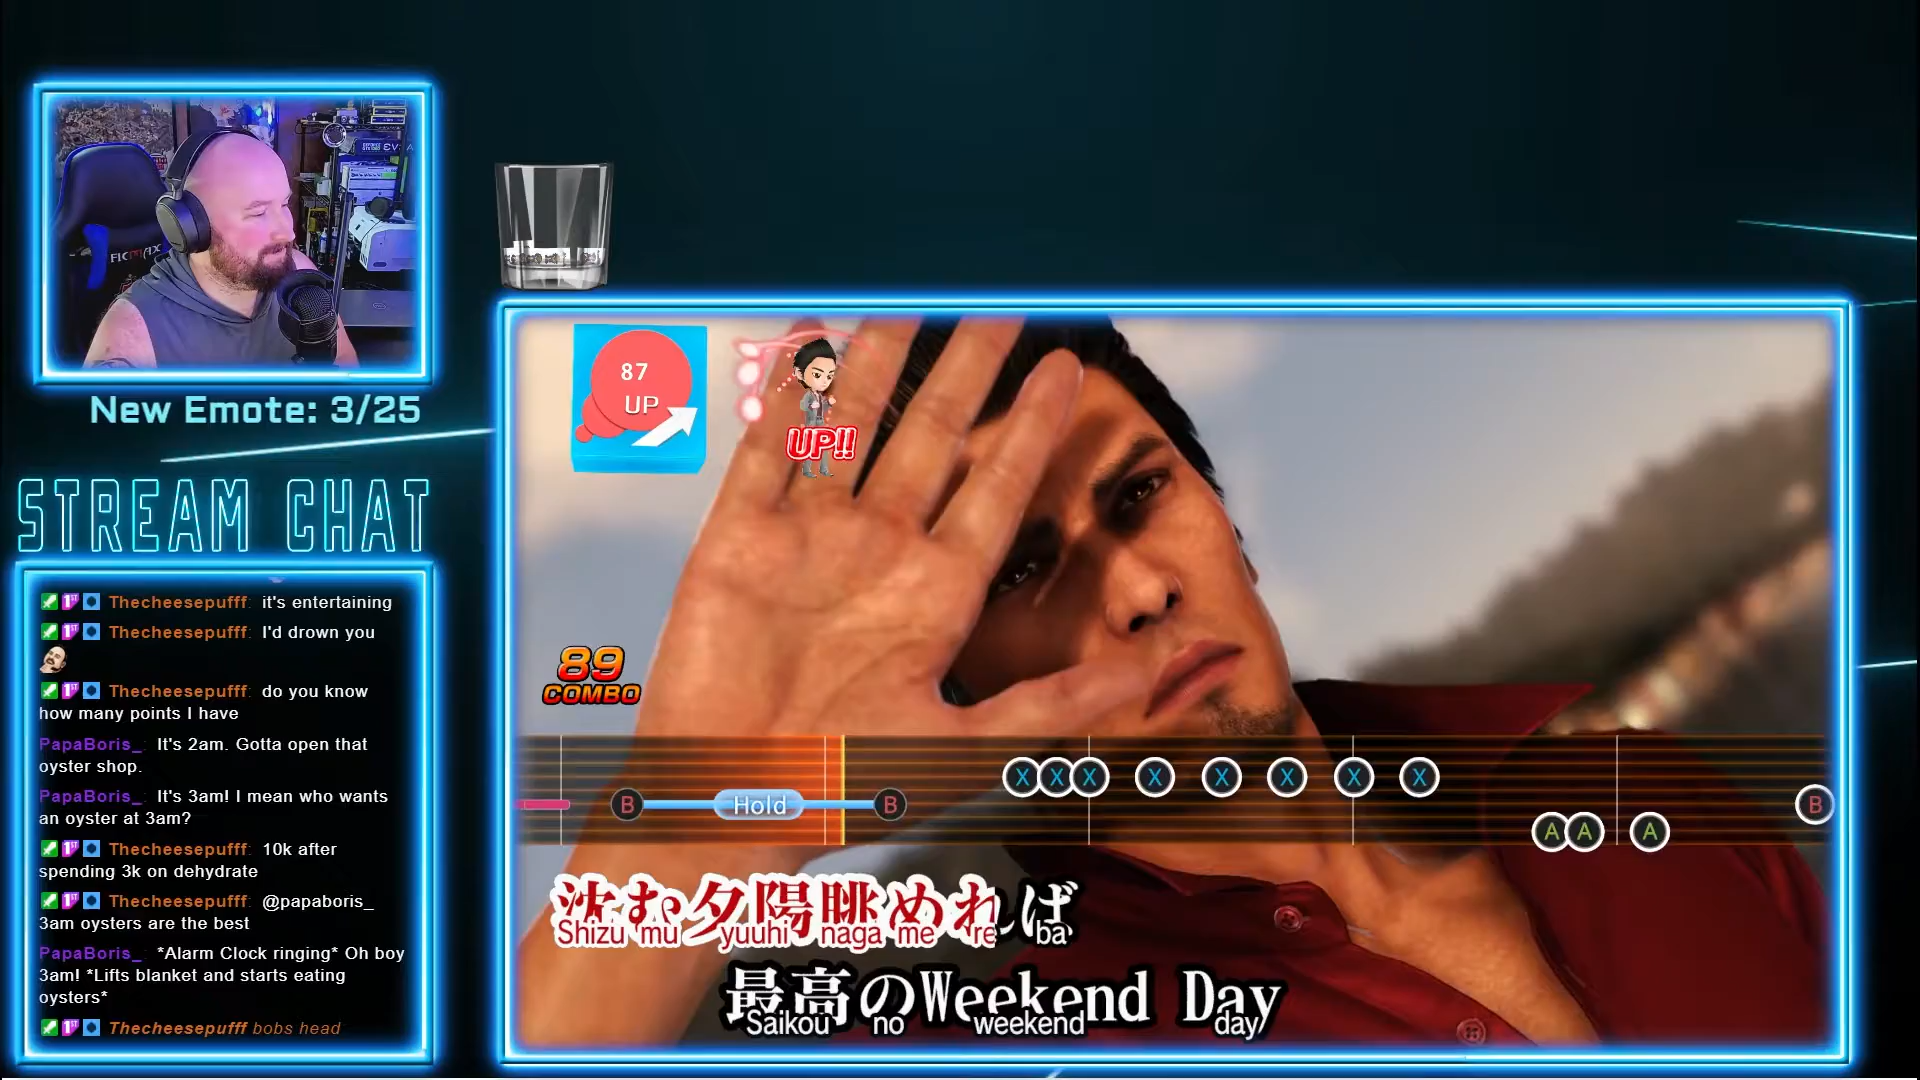 FICMAX
EVGA
New Emote: 3/25
STREAM CHAT
Thecheesepufff: it's entertaining
Thecheesepufff: I'd drown you
Thecheesepufff: do you know
how many points I have
PapaBoris_: It's 2am. Gotta open that
oyster shop.
PapaBoris_: It's 3am! I mean who wants
an oyster at 3am?
Thecheesepufff: 10k after
spending 3k on dehydrate
Thecheesepufff: @papaboris_
3am oysters are the best
PapaBoris_: *Alarm Clock ringing* Oh boy
3am! *Lifts blanket and starts eating
oysters*
Thecheesepufff bobs head
87
UP
UP!!
89
COMBO
X X X X X X X X
B Hold B B
A A A
沈む夕陽眺めれば
Shizu mu yuuhi naga me re ba
最高のWeekend Day
Saikou no weekend day